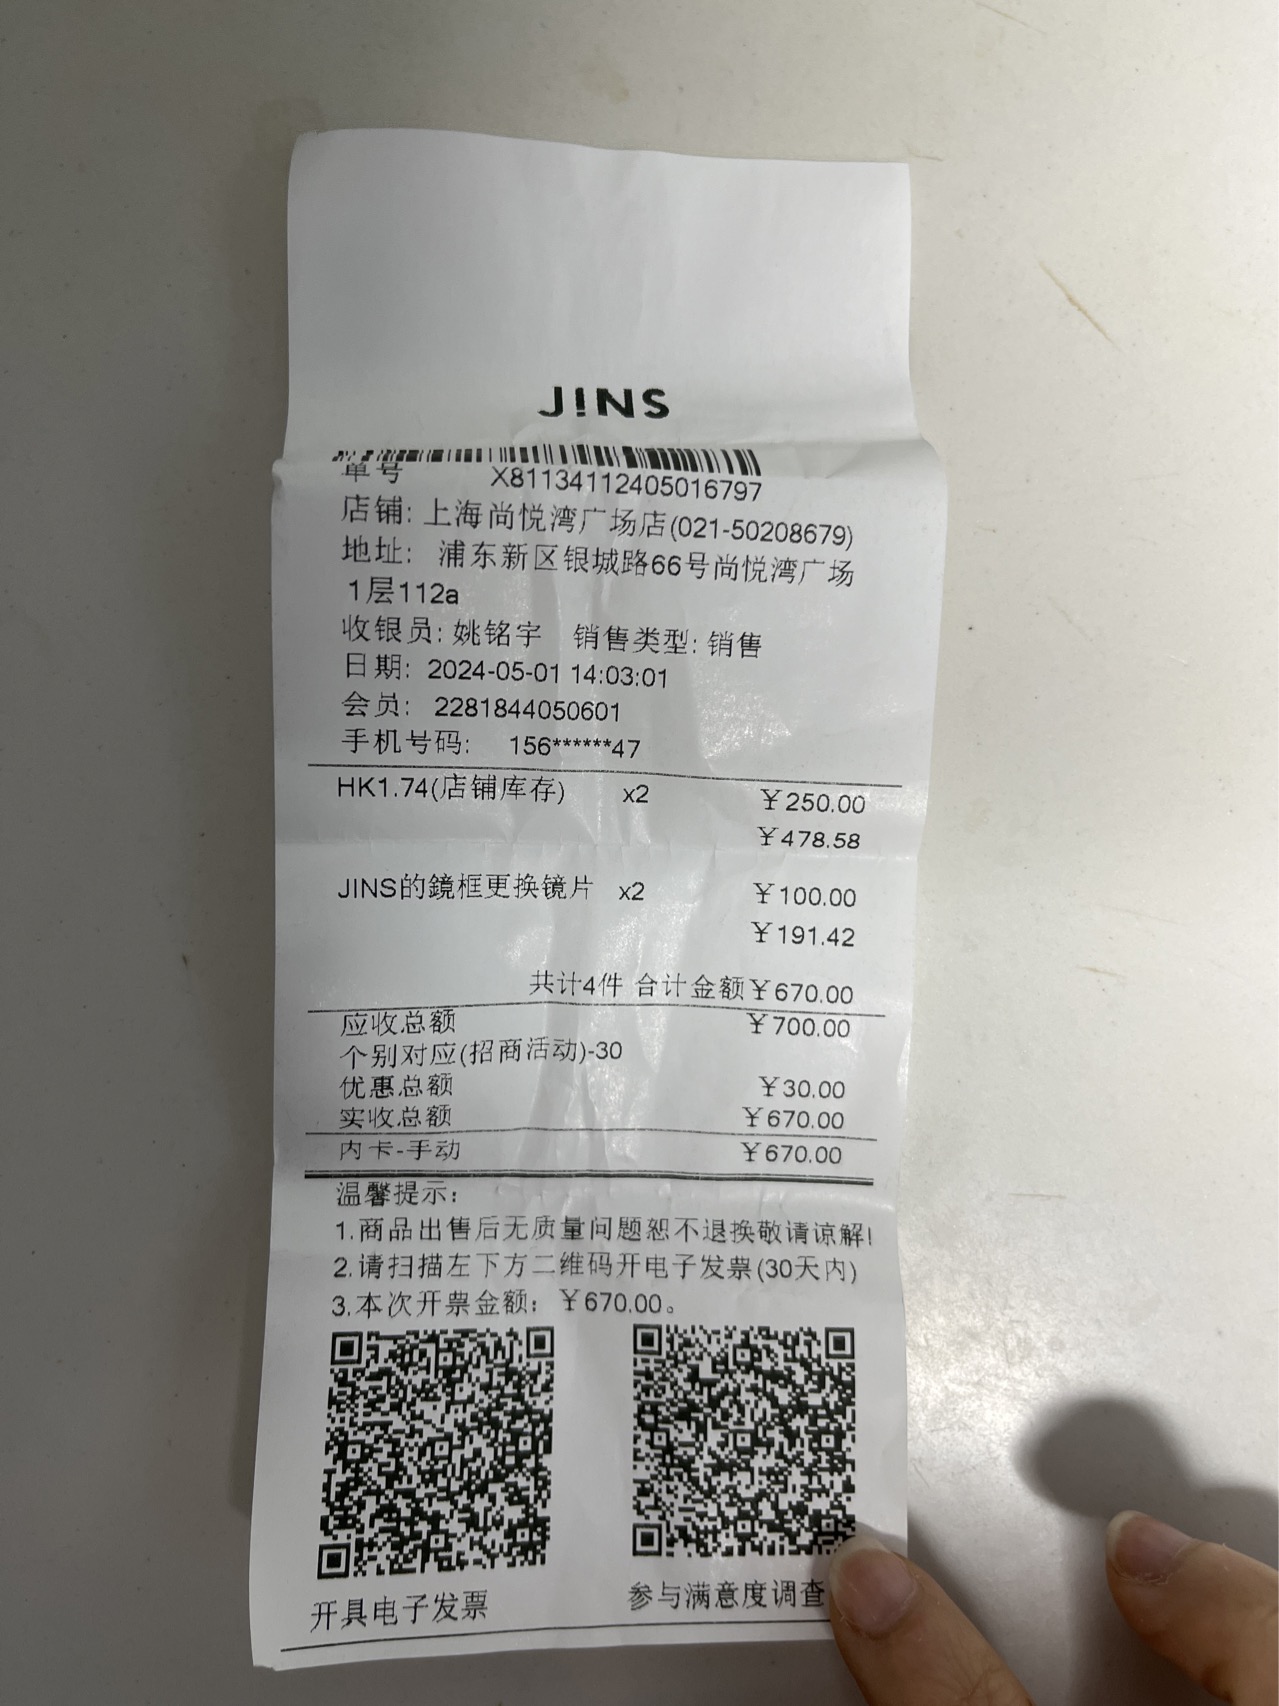 JINS
单号 X81134112405016797
店铺: 上海尚悦湾广场店(021-50208679)
地址: 浦东新区银城路66号尚悦湾广场
1层112a
收银员: 姚铭宇 销售类型: 销售
日期: 2024-05-01 14:03:01
会员: 2281844050601
手机号码: 156******47
HK1.74(店铺库存) x2 ¥250.00
¥478.58
JINS的鏡框更换镜片 x2 ¥100.00
¥191.42
共计4件 合计金额¥670.00
应收总额 ¥700.00
个别对应(招商活动)-30
优惠总额 ¥30.00
实收总额 ¥670.00
内卡-手动 ¥670.00
温馨提示:
1.商品出售后无质量问题恕不退换敬请谅解!
2.请扫描左下方二维码开电子发票(30天内)
3.本次开票金额: ¥670.00。
开具电子发票 参与满意度调查